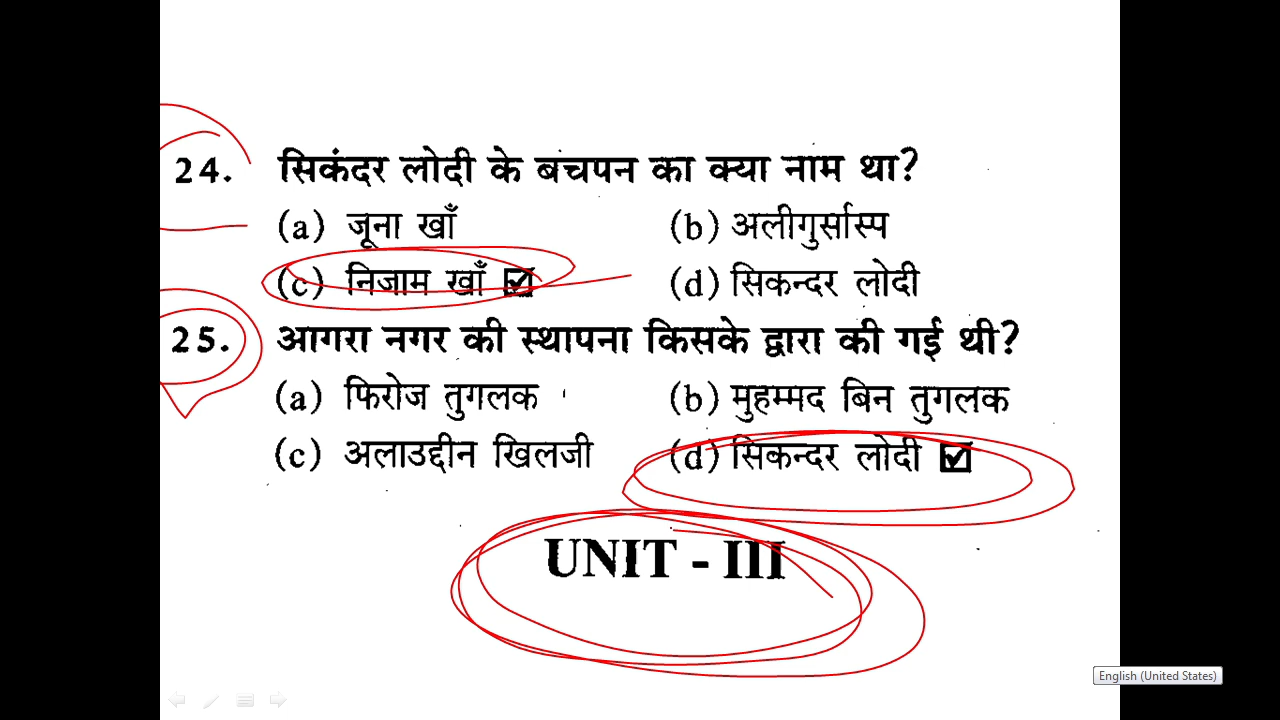 24. सिकंदर लोदी के बचपन का क्या नाम था?
(a) जूना खाँ (b) अलीगुर्सास्प
(c) निजाम खाँ ☑ (d) सिकन्दर लोदी
25. आगरा नगर की स्थापना किसके द्वारा की गई थी?
(a) फिरोज तुगलक (b) मुहम्मद बिन तुगलक
(c) अलाउद्दीन खिलजी (d) सिकन्दर लोदी ☑
UNIT - III
English (United States)